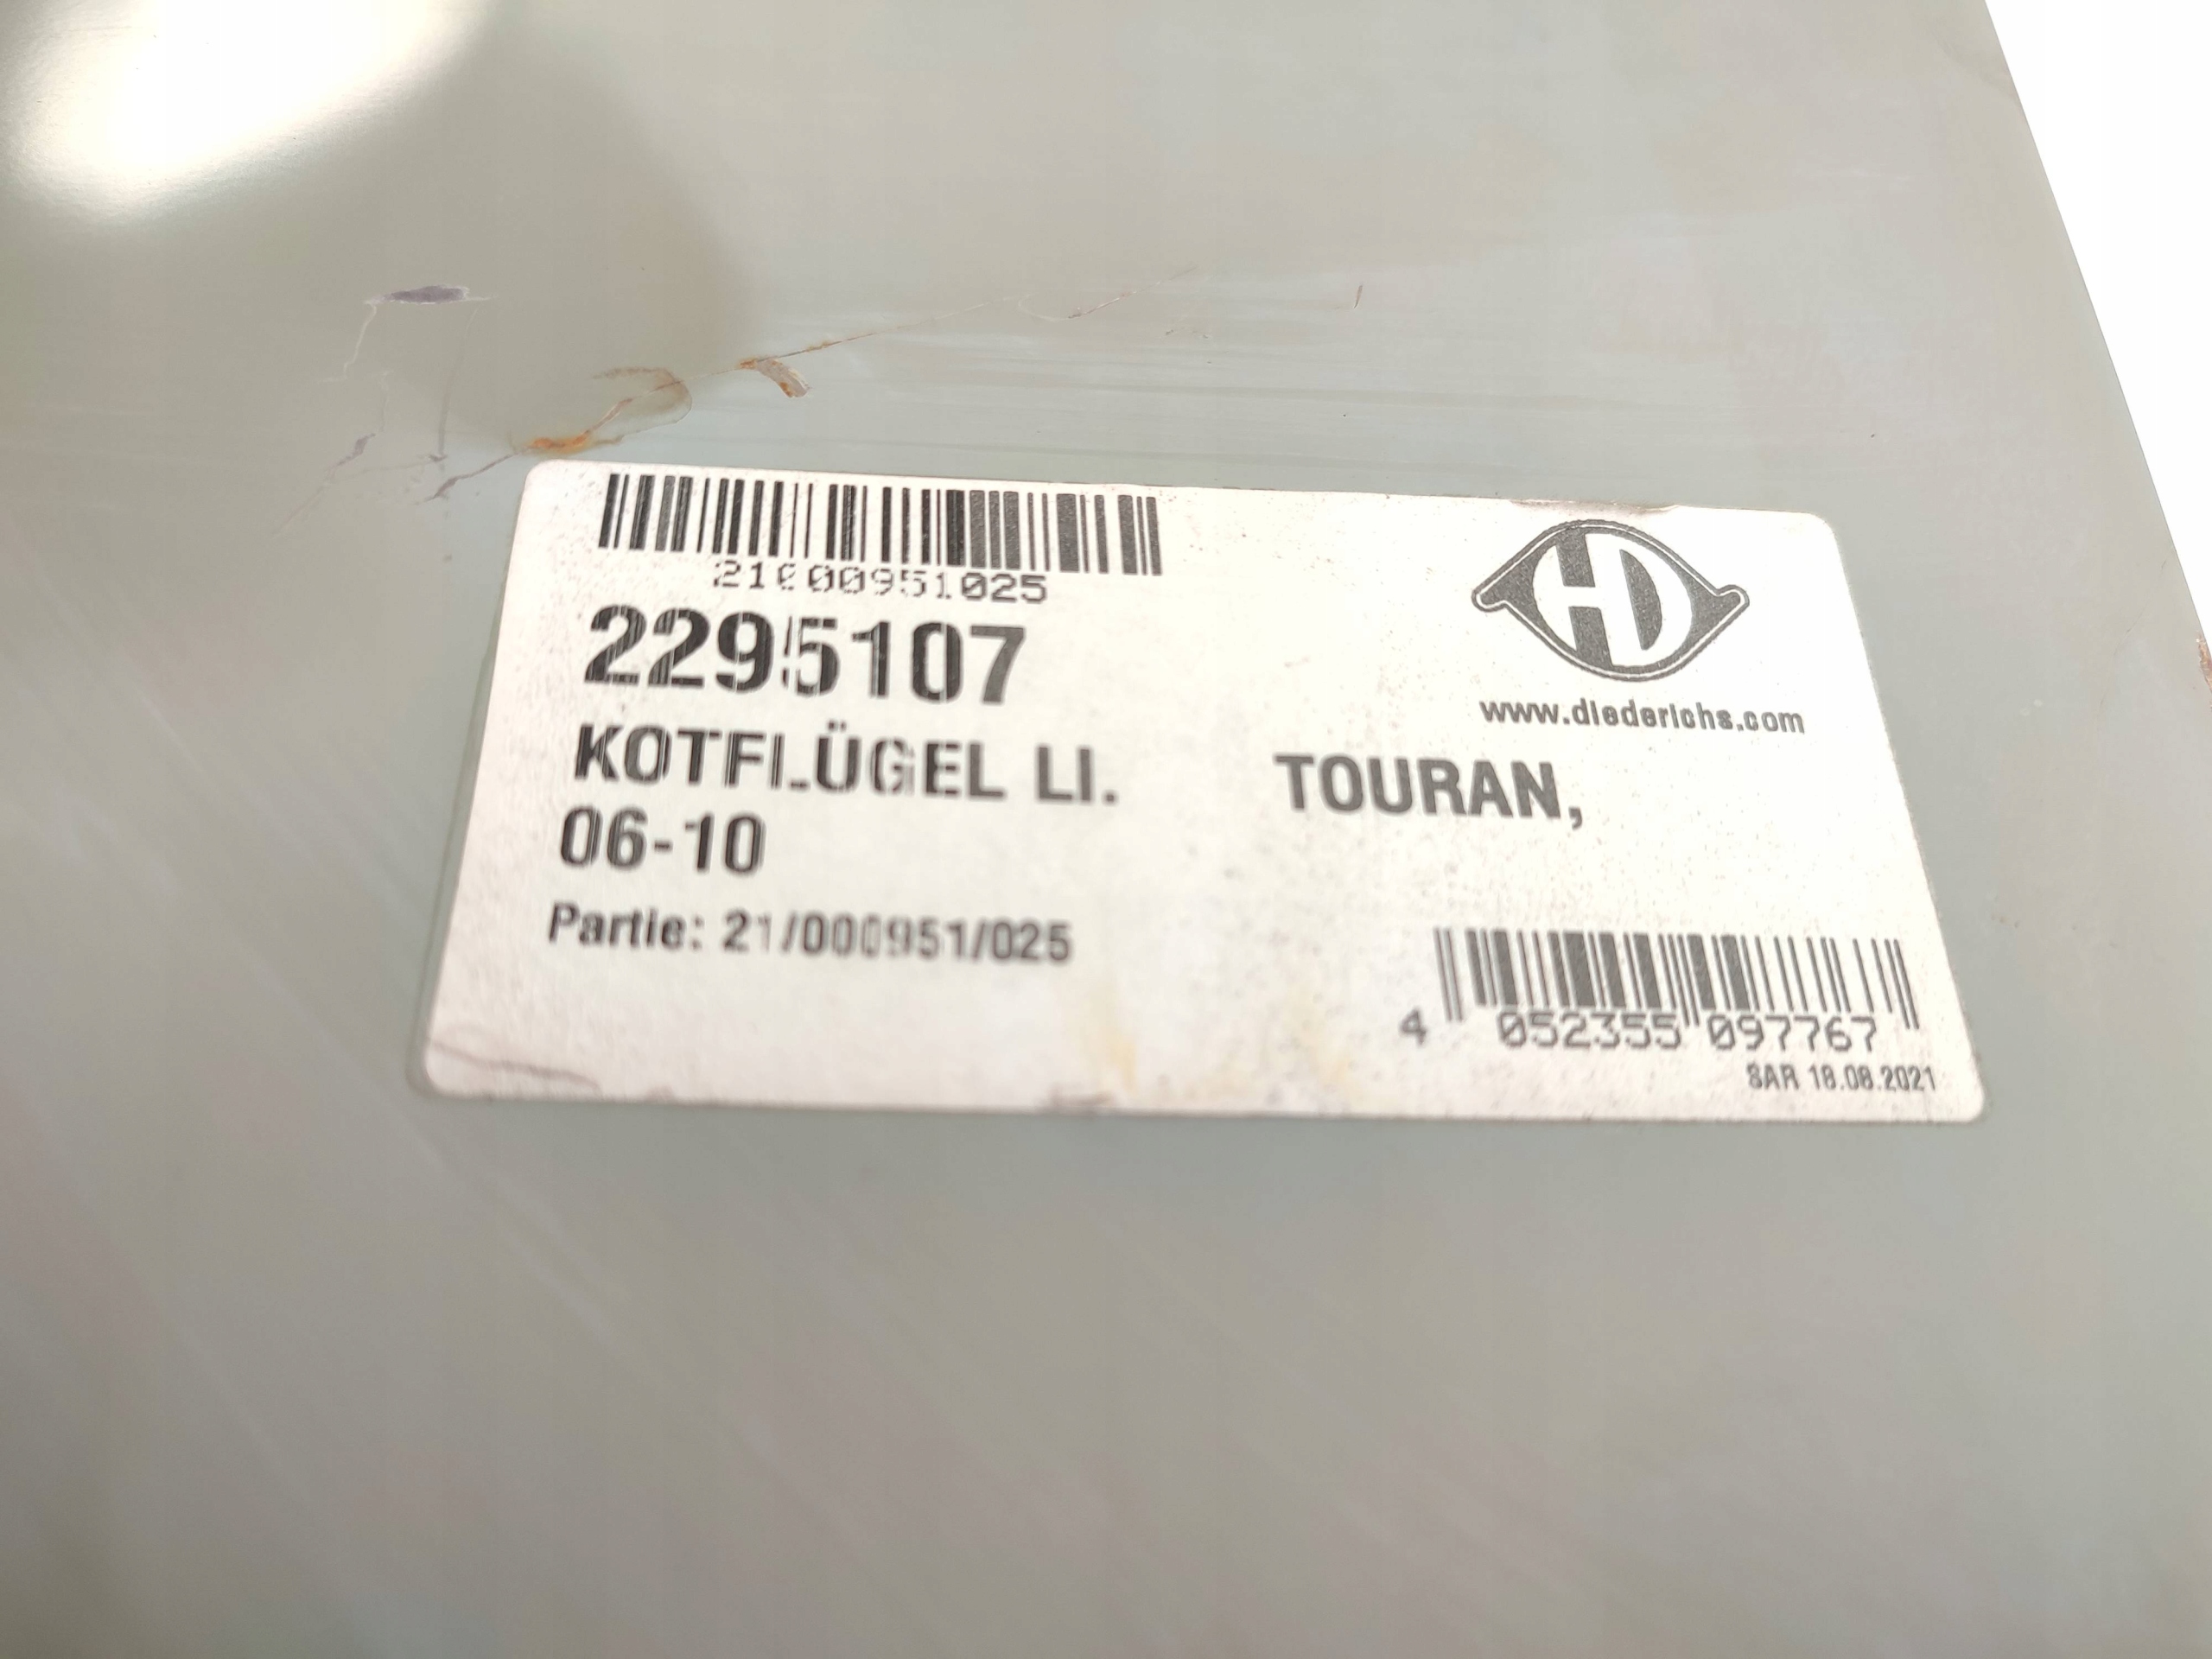 21000951025
2295107
HD
www.diederichs.com
KOTFLÜGEL LI. TOURAN,
06-10
Partie: 21/000951/025
4 052355 097767
SAR 18.08.2021